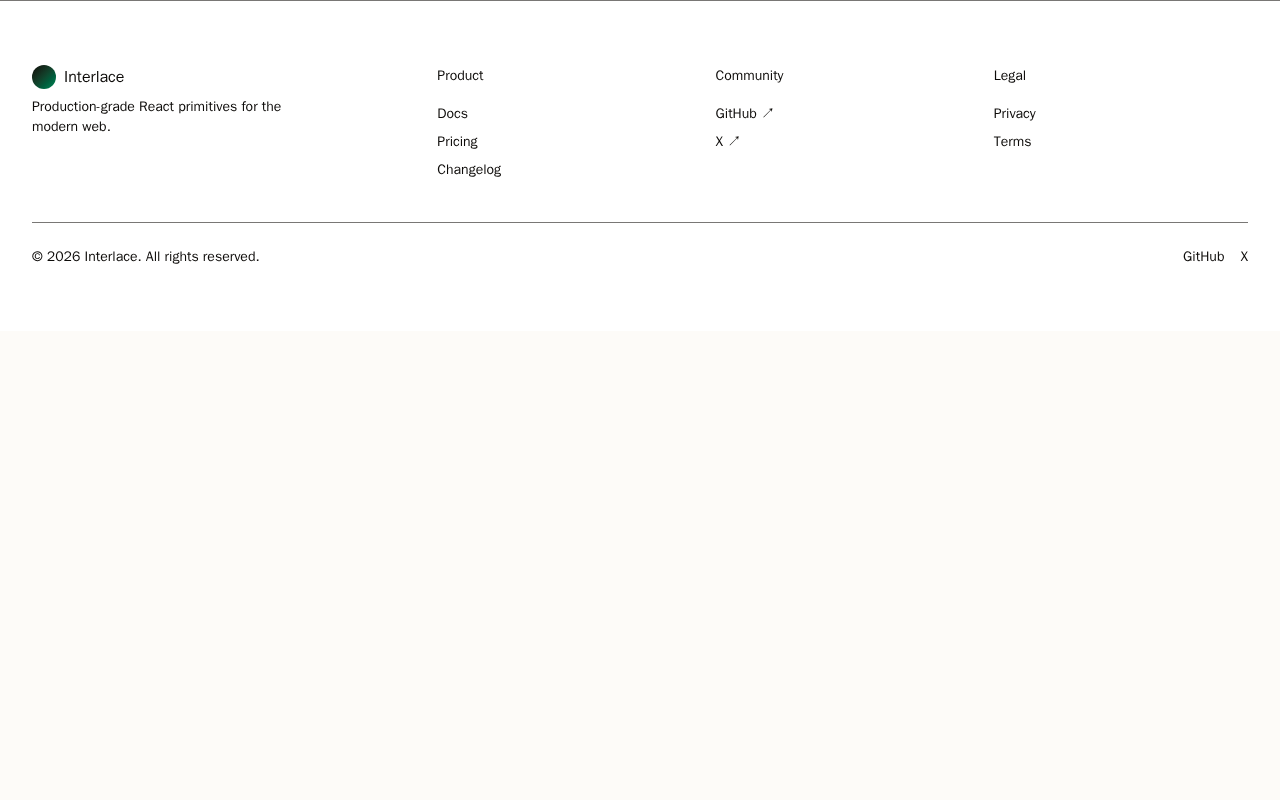 Interlace
Production-grade React primitives for the
modern web.
Product
Docs
Pricing
Changelog
Community
GitHub ↗
X ↗
Legal
Privacy
Terms
© 2026 Interlace. All rights reserved.
GitHub X